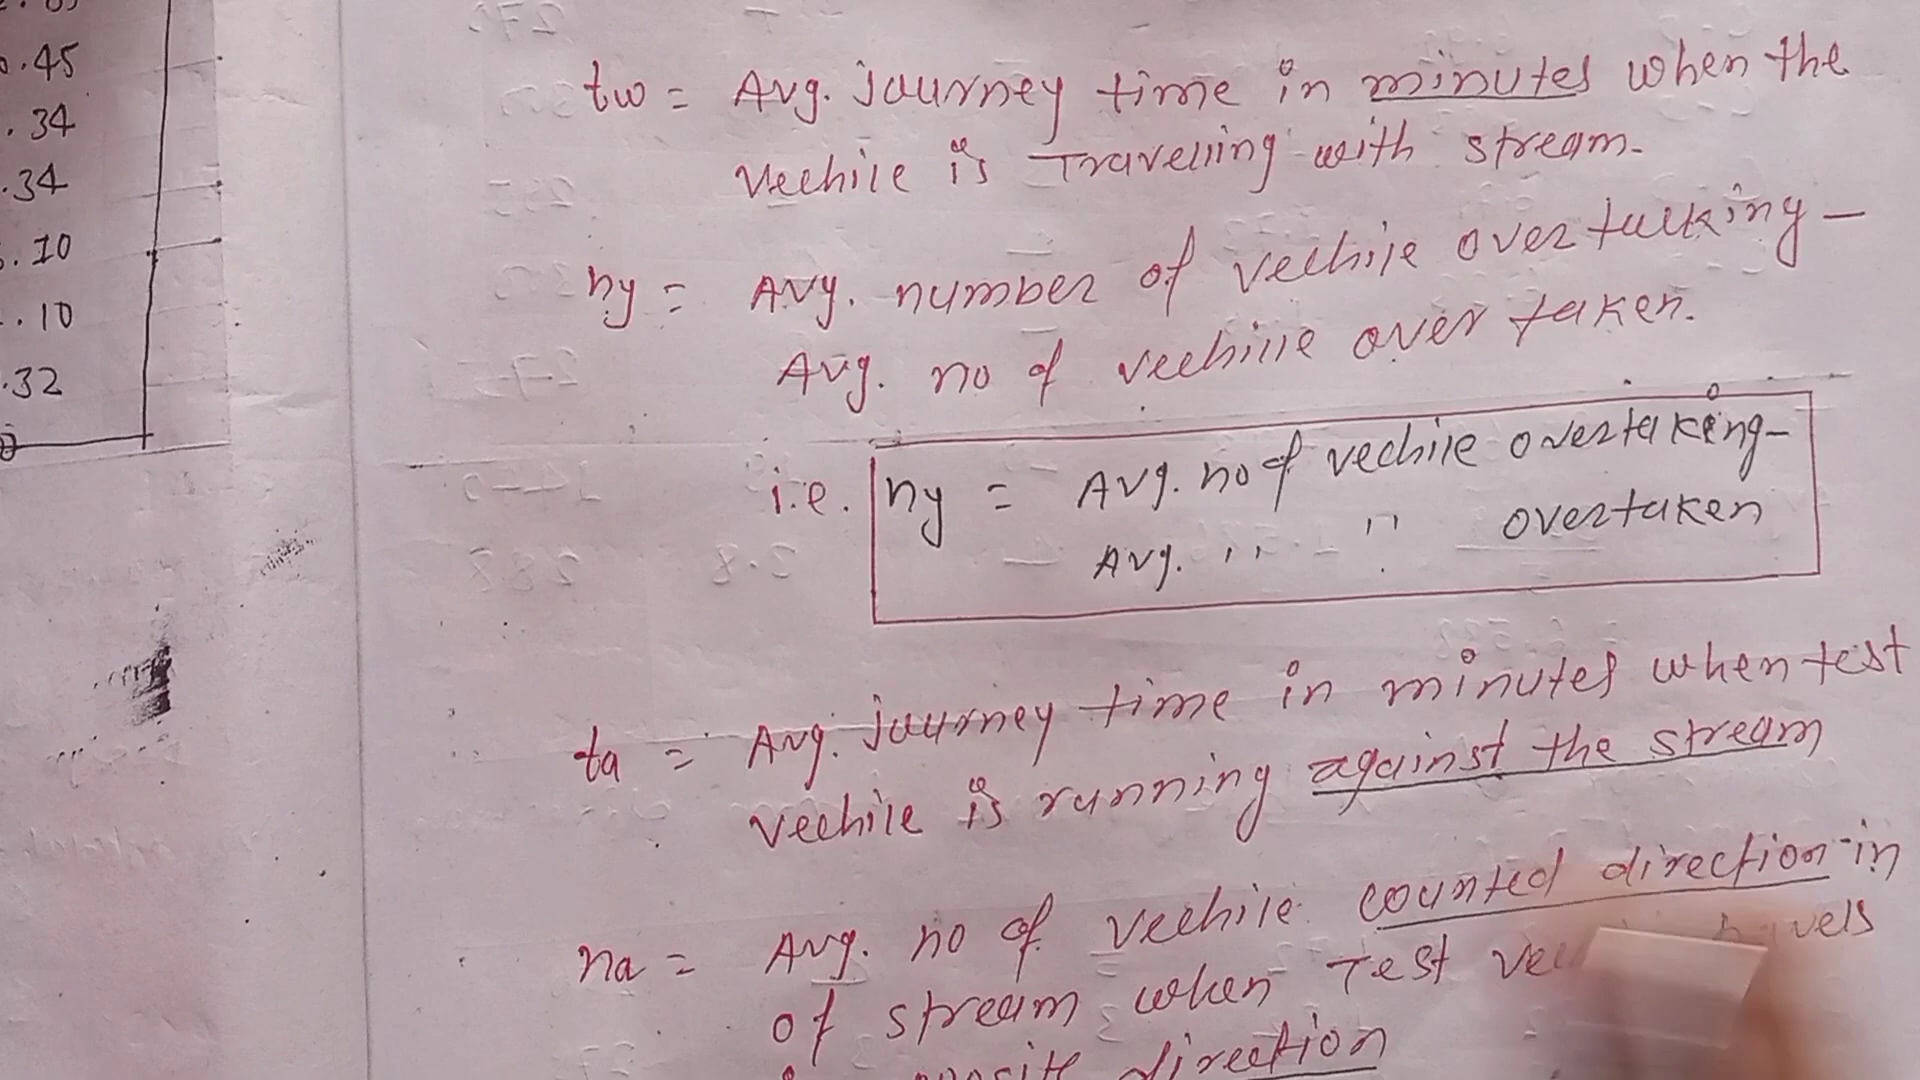 .45
.34
.34
.10
.10
.32
tw = Avg. Journey time in minutes when the
Vechile is Travelling with stream.
ny = Avg. number of vechile overtaking -
Avg. no of vechile over taken.
i.e. ny = Avg. no of vechile overtaking-
Avg. " " overtaken
ta = Avg. journey time in minutes when test
vechile is running against the stream
na = Avg. no of vechile counted direction in
of stream when Test
direction